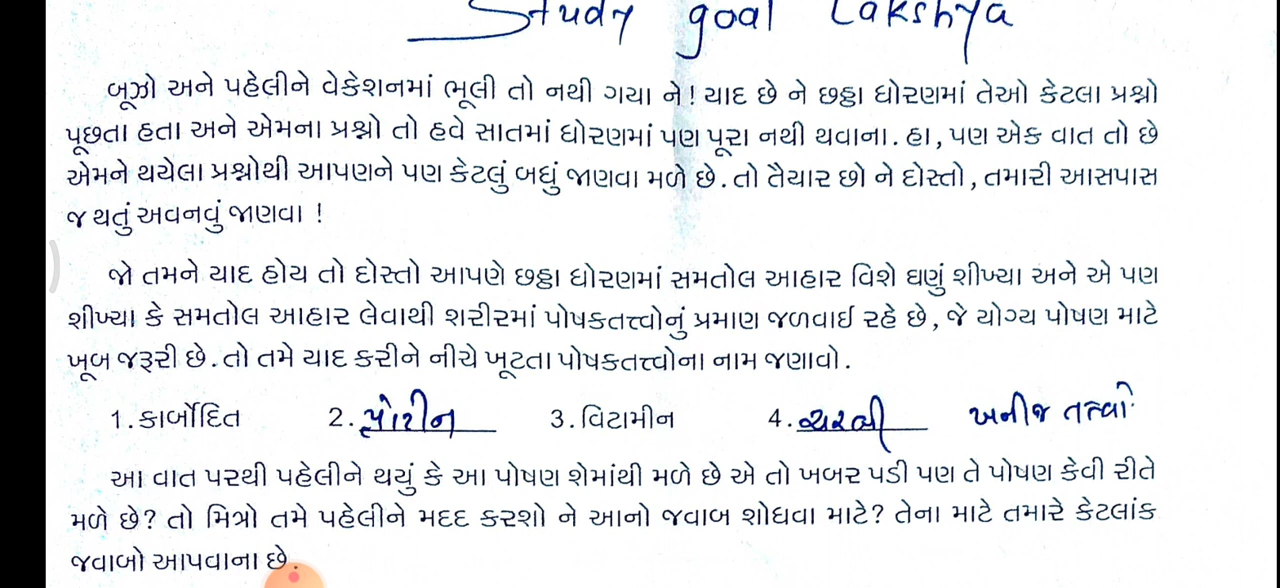 Study goal Lakshya
બૂઝો અને પહેલીને વેકેશનમાં ભૂલી તો નથી ગયા ને! યાદ છે ને છઠ્ઠા ધોરણમાં તેઓ કેટલા પ્રશ્નો
પૂછતા હતા અને એમના પ્રશ્નો તો હવે સાતમાં ધોરણમાં પણ પૂરા નથી થવાના. હા, પણ એક વાત તો છે
એમને થયેલા પ્રશ્નોથી આપણને પણ કેટલું બધું જાણવા મળે છે. તો તૈયાર છો ને દોસ્તો, તમારી આસપાસ
જ થતું અવનવું જાણવા !
જો તમને યાદ હોય તો દોસ્તો આપણે છઠ્ઠા ધોરણમાં સમતોલ આહાર વિશે ઘણું શીખ્યા અને એ પણ
શીખ્યા કે સમતોલ આહાર લેવાથી શરીરમાં પોષકતત્ત્વોનું પ્રમાણ જળવાઈ રહે છે, જે યોગ્ય પોષણ માટે
ખૂબ જરૂરી છે. તો તમે યાદ કરીને નીચે ખૂટતા પોષકતત્ત્વોના નામ જણાવો.
1. કાર્બોદિત 2. પ્રોટીન 3. વિટામીન 4. ચરબી ખનીજ તત્વો
આ વાત પરથી પહેલીને થયું કે આ પોષણ શેમાંથી મળે છે એ તો ખબર પડી પણ તે પોષણ કેવી રીતે
મળે છે? તો મિત્રો તમે પહેલીને મદદ કરશો ને આનો જવાબ શોધવા માટે? તેના માટે તમારે કેટલાંક
જવાબો આપવાના છે.